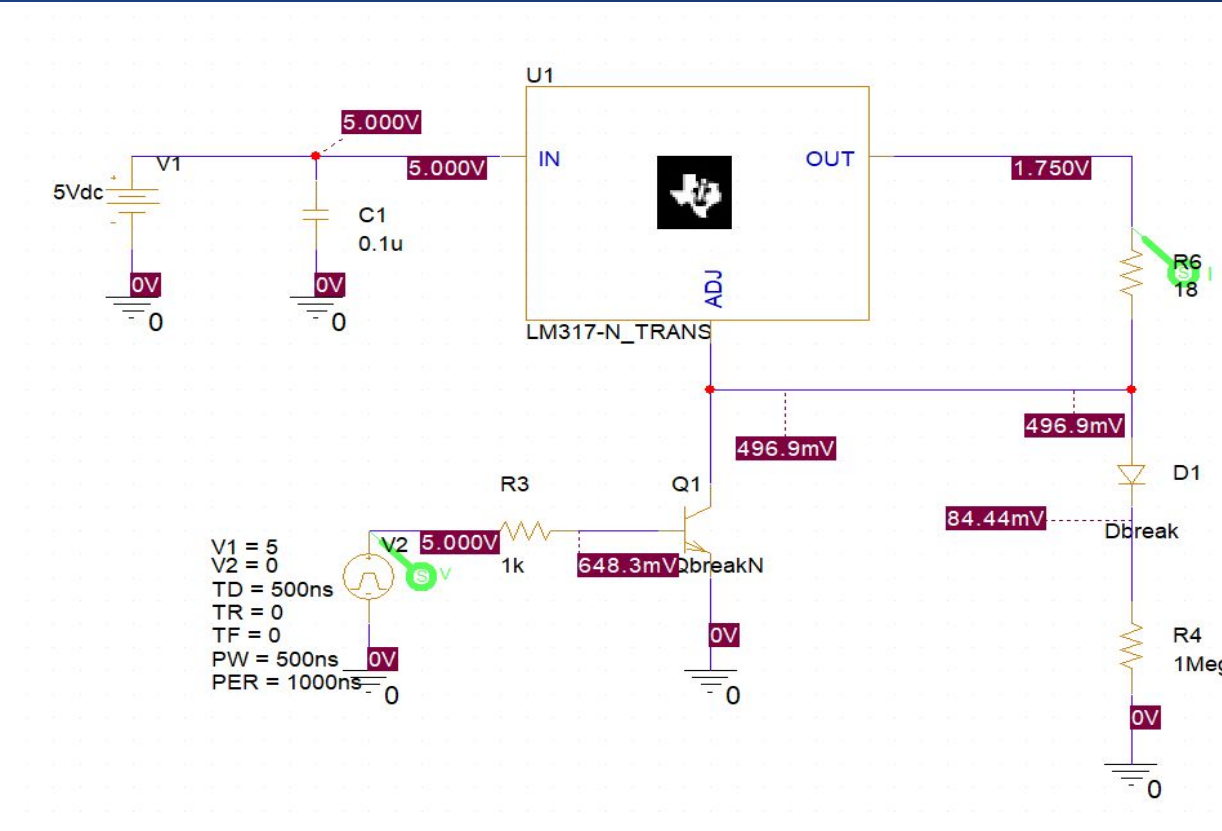 U1
5.000V
V1
5.000V
IN
OUT
1.750V
5Vdc
+
-
C1
0.1u
0V
0V
0
0
ADJ
LM317-N_TRANS
R6
S
I
18
496.9mV
496.9mV
R3
Q1
D1
84.44mV
Dbreak
V1 = 5
V2 = 0
TD = 500ns
TR = 0
TF = 0
PW = 500ns
PER = 1000ns
V2
5.000V
+
-
S
V
1k
648.3mV
QbreakN
0V
0V
0
0
R4
1Meg
0V
0